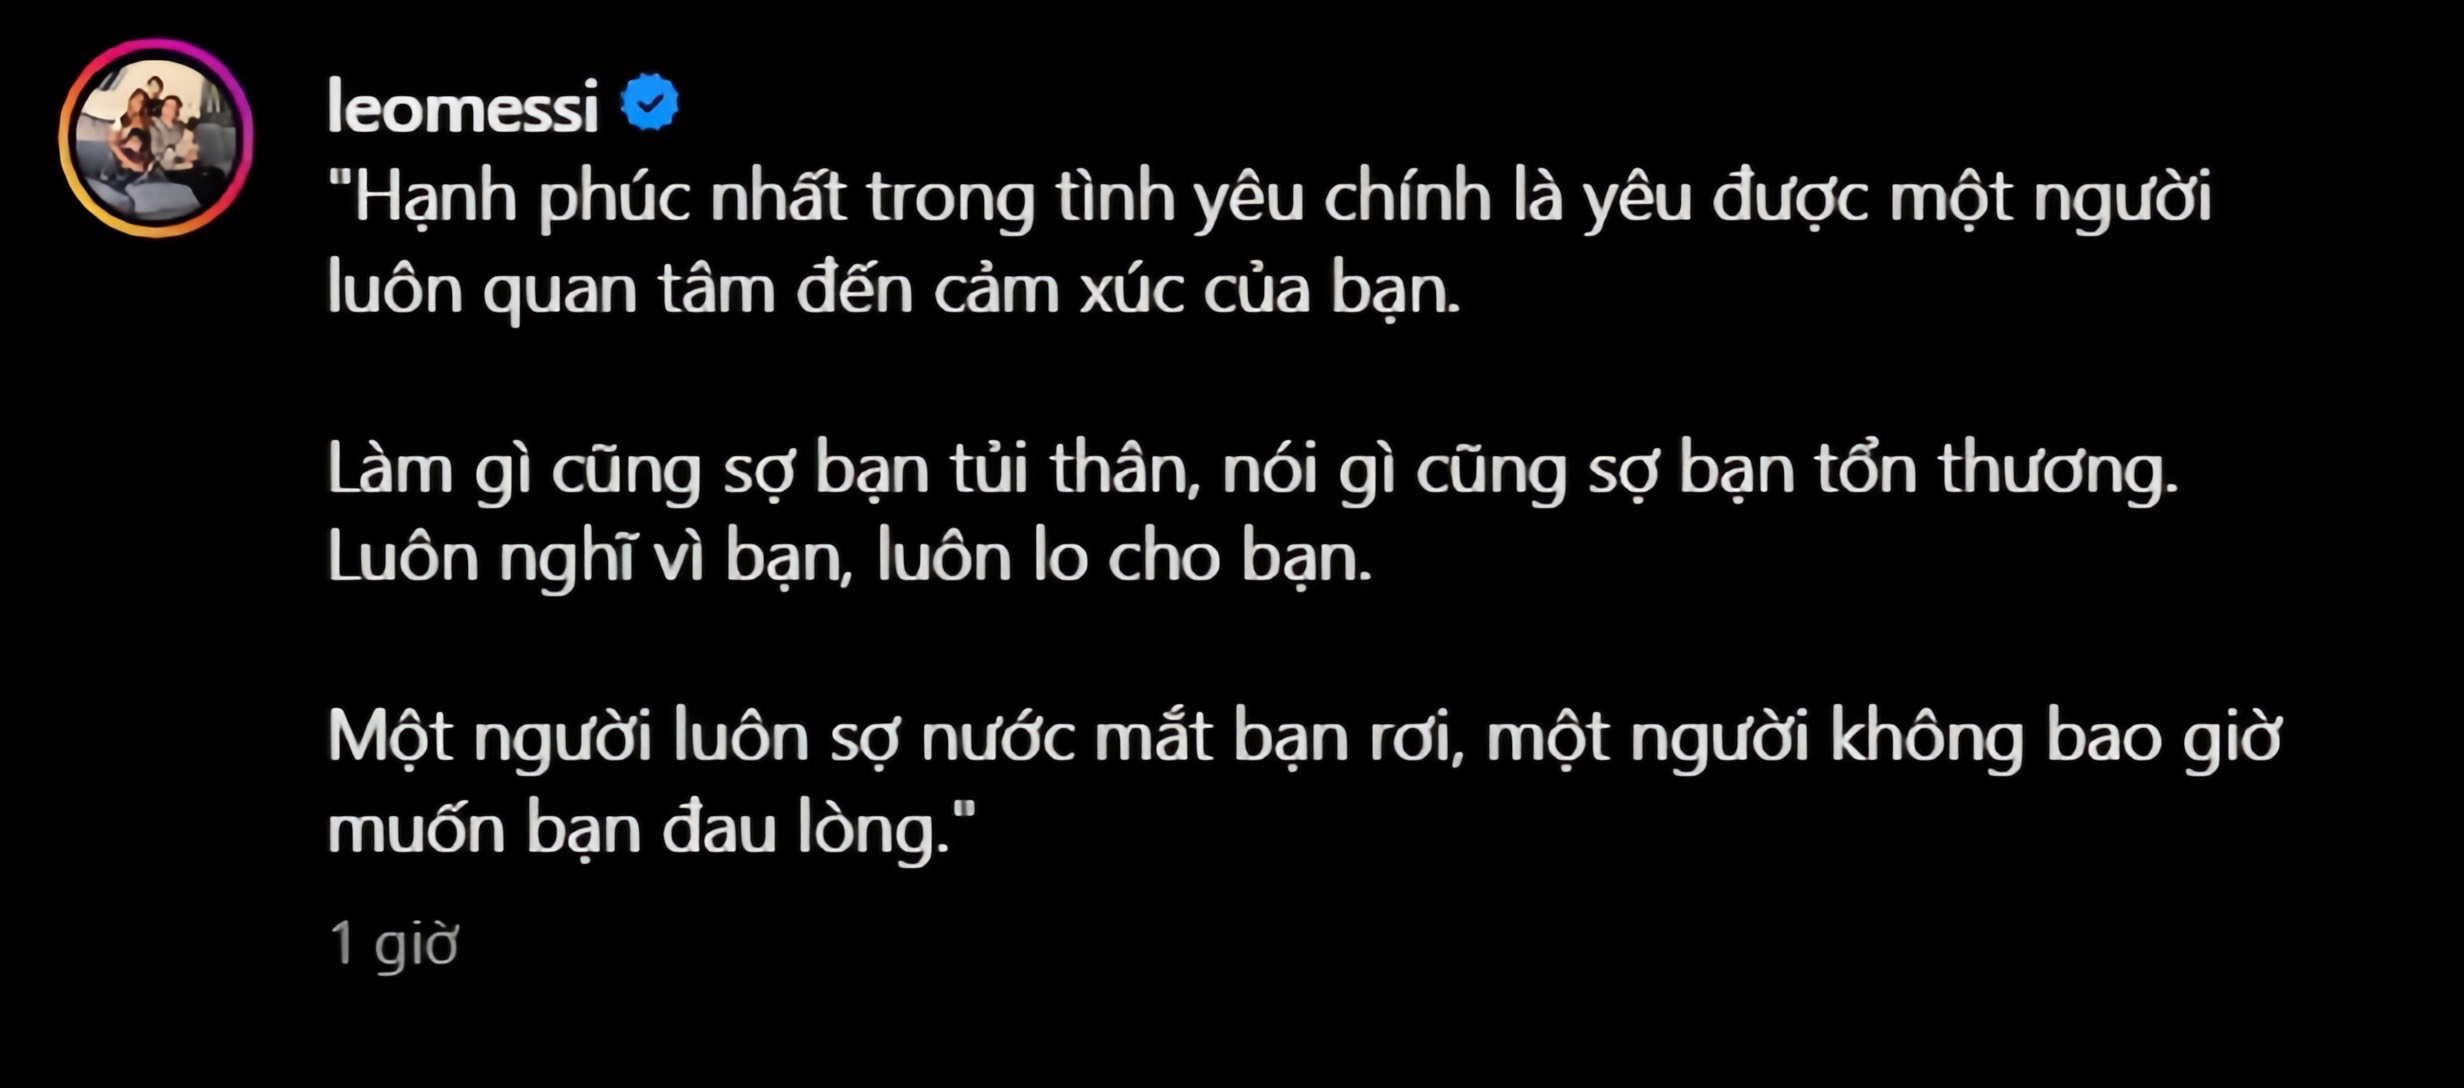 leomessi
"Hạnh phúc nhất trong tình yêu chính là yêu được một người
luôn quan tâm đến cảm xúc của bạn.
Làm gì cũng sợ bạn tủi thân, nói gì cũng sợ bạn tổn thương.
Luôn nghĩ vì bạn, luôn lo cho bạn.
Một người luôn sợ nước mắt bạn rơi, một người không bao giờ
muốn bạn đau lòng."
1 giờ